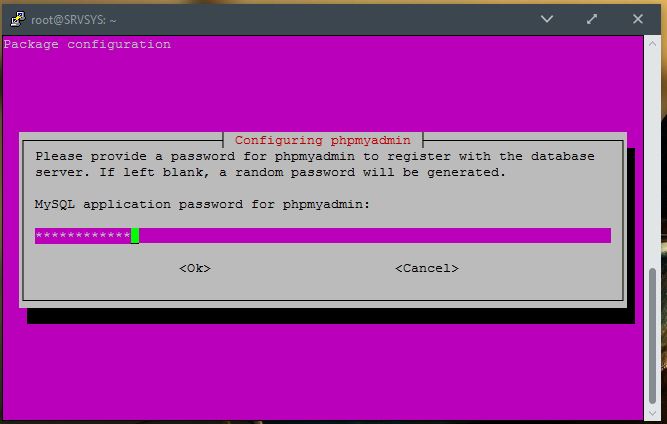 root@SRVSYS: ~
Package configuration
Configuring phpmyadmin
Please provide a password for phpmyadmin to register with the database
server. If left blank, a random password will be generated.
MySQL application password for phpmyadmin:
************
<Ok> <Cancel>